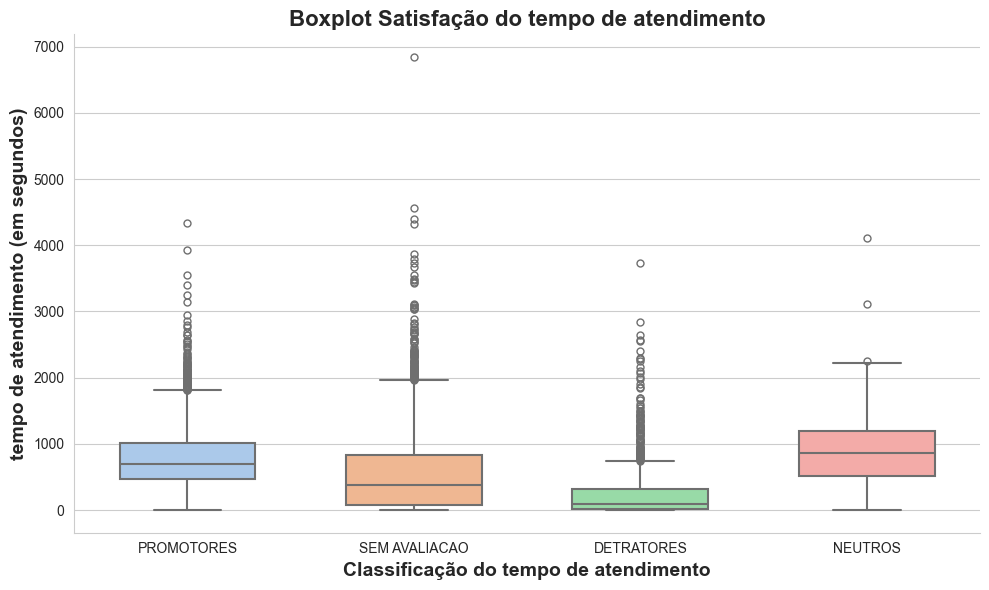 Boxplot Satisfação do tempo de atendimento
tempo de atendimento (em segundos)
7000
6000
5000
4000
3000
2000
1000
0
PROMOTORES
SEM AVALIACAO
DETRATORES
NEUTROS
Classificação do tempo de atendimento